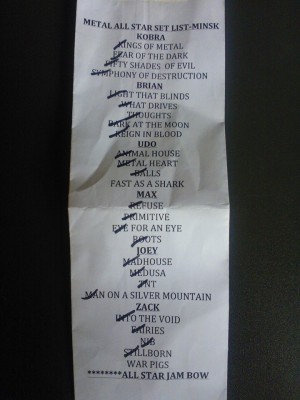 METAL ALL STAR SET LIST-MINSK
KOBRA
KINGS OF METAL
FEAR OF THE DARK
FIFTY SHADES OF EVIL
SYMPHONY OF DESTRUCTION
BRIAN
LIGHT THAT BLINDS
WHAT DRIVES
THOUGHTS
BARK AT THE MOON
REIGN IN BLOOD
UDO
ANIMAL HOUSE
METAL HEART
BALLS
FAST AS A SHARK
MAX
REFUSE
PRIMITIVE
EYE FOR AN EYE
ROOTS
JOEY
MADHOUSE
MEDUSA
TNT
MAN ON A SILVER MOUNTAIN
ZACK
INTO THE VOID
FAIRIES
NIB
STILLBORN
WAR PIGS
********ALL STAR JAM BOW